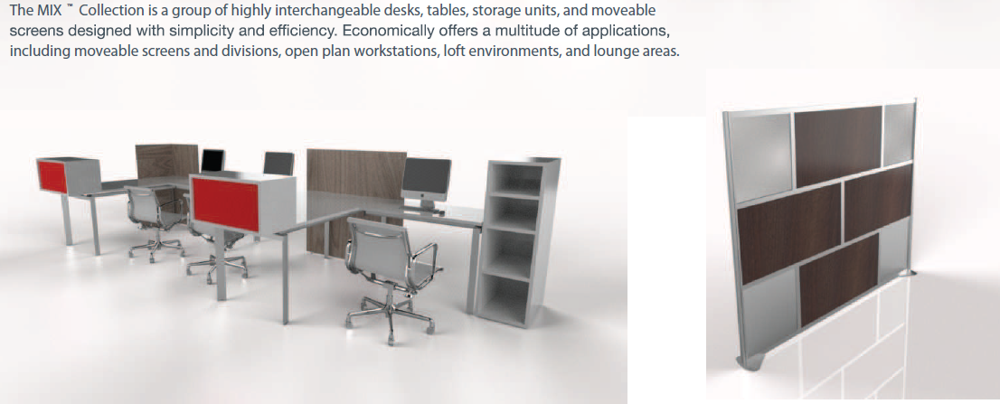 The MIX ™ Collection is a group of highly interchangeable desks, tables, storage units, and moveable
screens designed with simplicity and efficiency. Economically offers a multitude of applications,
including moveable screens and divisions, open plan workstations, loft environments, and lounge areas.